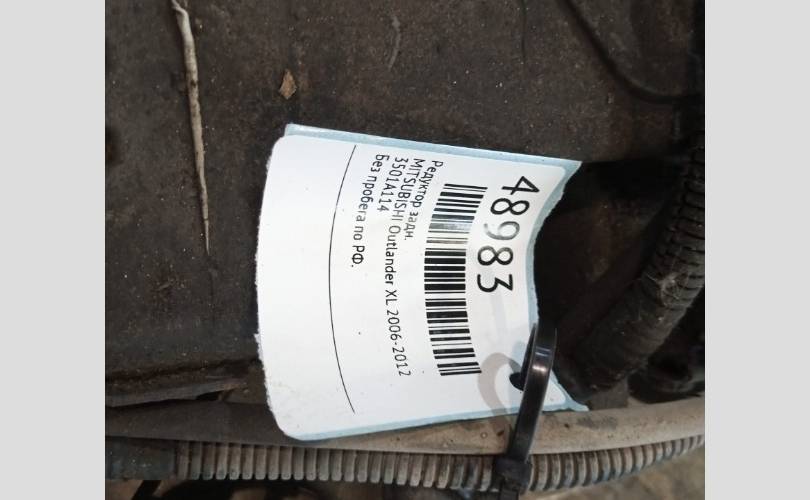 48983
Редуктор задн.
MITSUBISHI Outlander XL 2006-2012
3501A114
Без пробега по РФ.